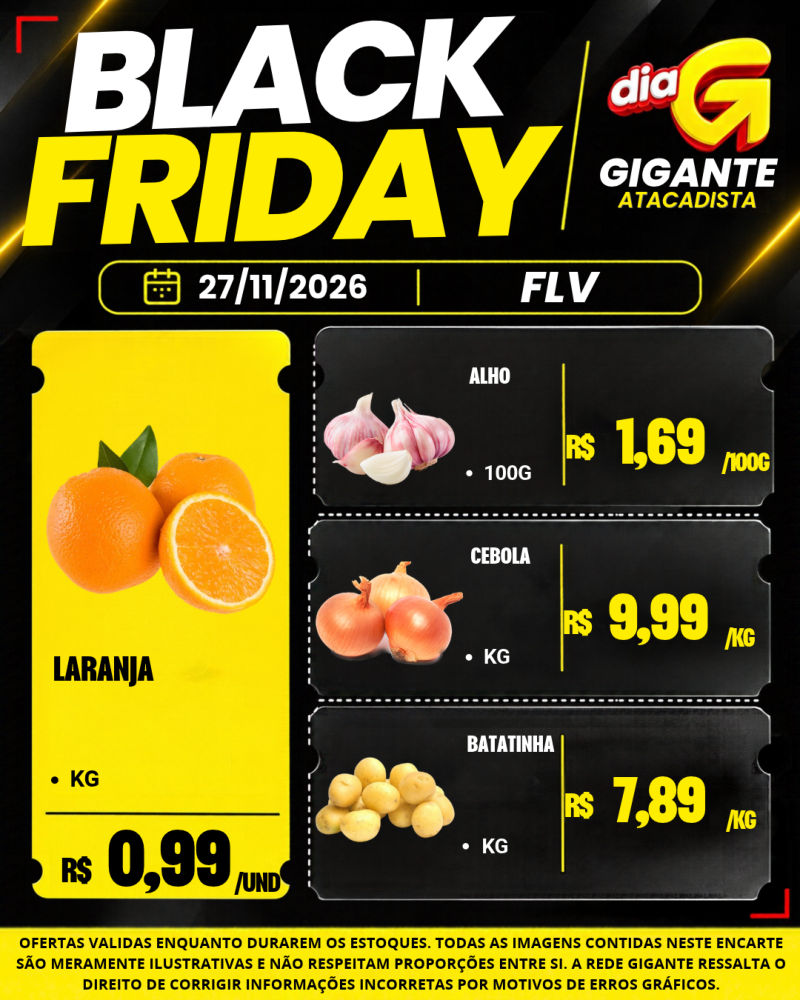 BLACK
FRIDAY
dia G
GIGANTE
ATACADISTA
27/11/2026
FLV
LARANJA
• KG
R$ 0,99 /UND
ALHO
• 100G
R$ 1,69 /100G
CEBOLA
• KG
R$ 9,99 /KG
BATATINHA
• KG
R$ 7,89 /KG
OFERTAS VALIDAS ENQUANTO DURAREM OS ESTOQUES. TODAS AS IMAGENS CONTIDAS NESTE ENCARTE
SÃO MERAMENTE ILUSTRATIVAS E NÃO RESPEITAM PROPORÇÕES ENTRE SI. A REDE GIGANTE RESSALTA O
DIREITO DE CORRIGIR INFORMAÇÕES INCORRETAS POR MOTIVOS DE ERROS GRÁFICOS.